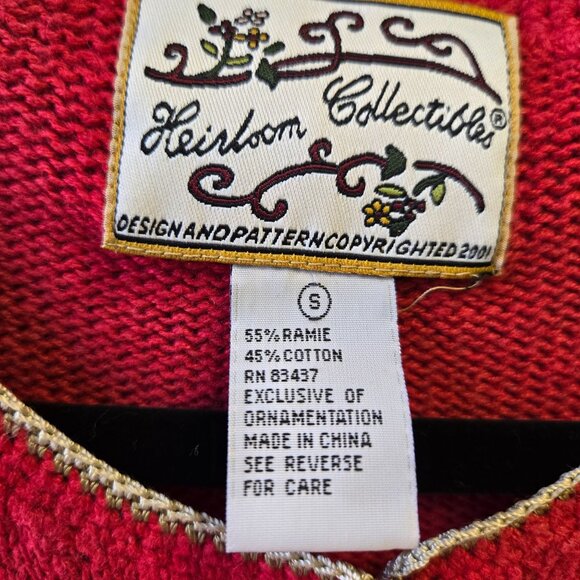 Heirloom Collectibles®
DESIGN AND PATTERN COPYRIGHTED 2001
S
55% RAMIE
45% COTTON
RN 83437
EXCLUSIVE OF
ORNAMENTATION
MADE IN CHINA
SEE REVERSE
FOR CARE